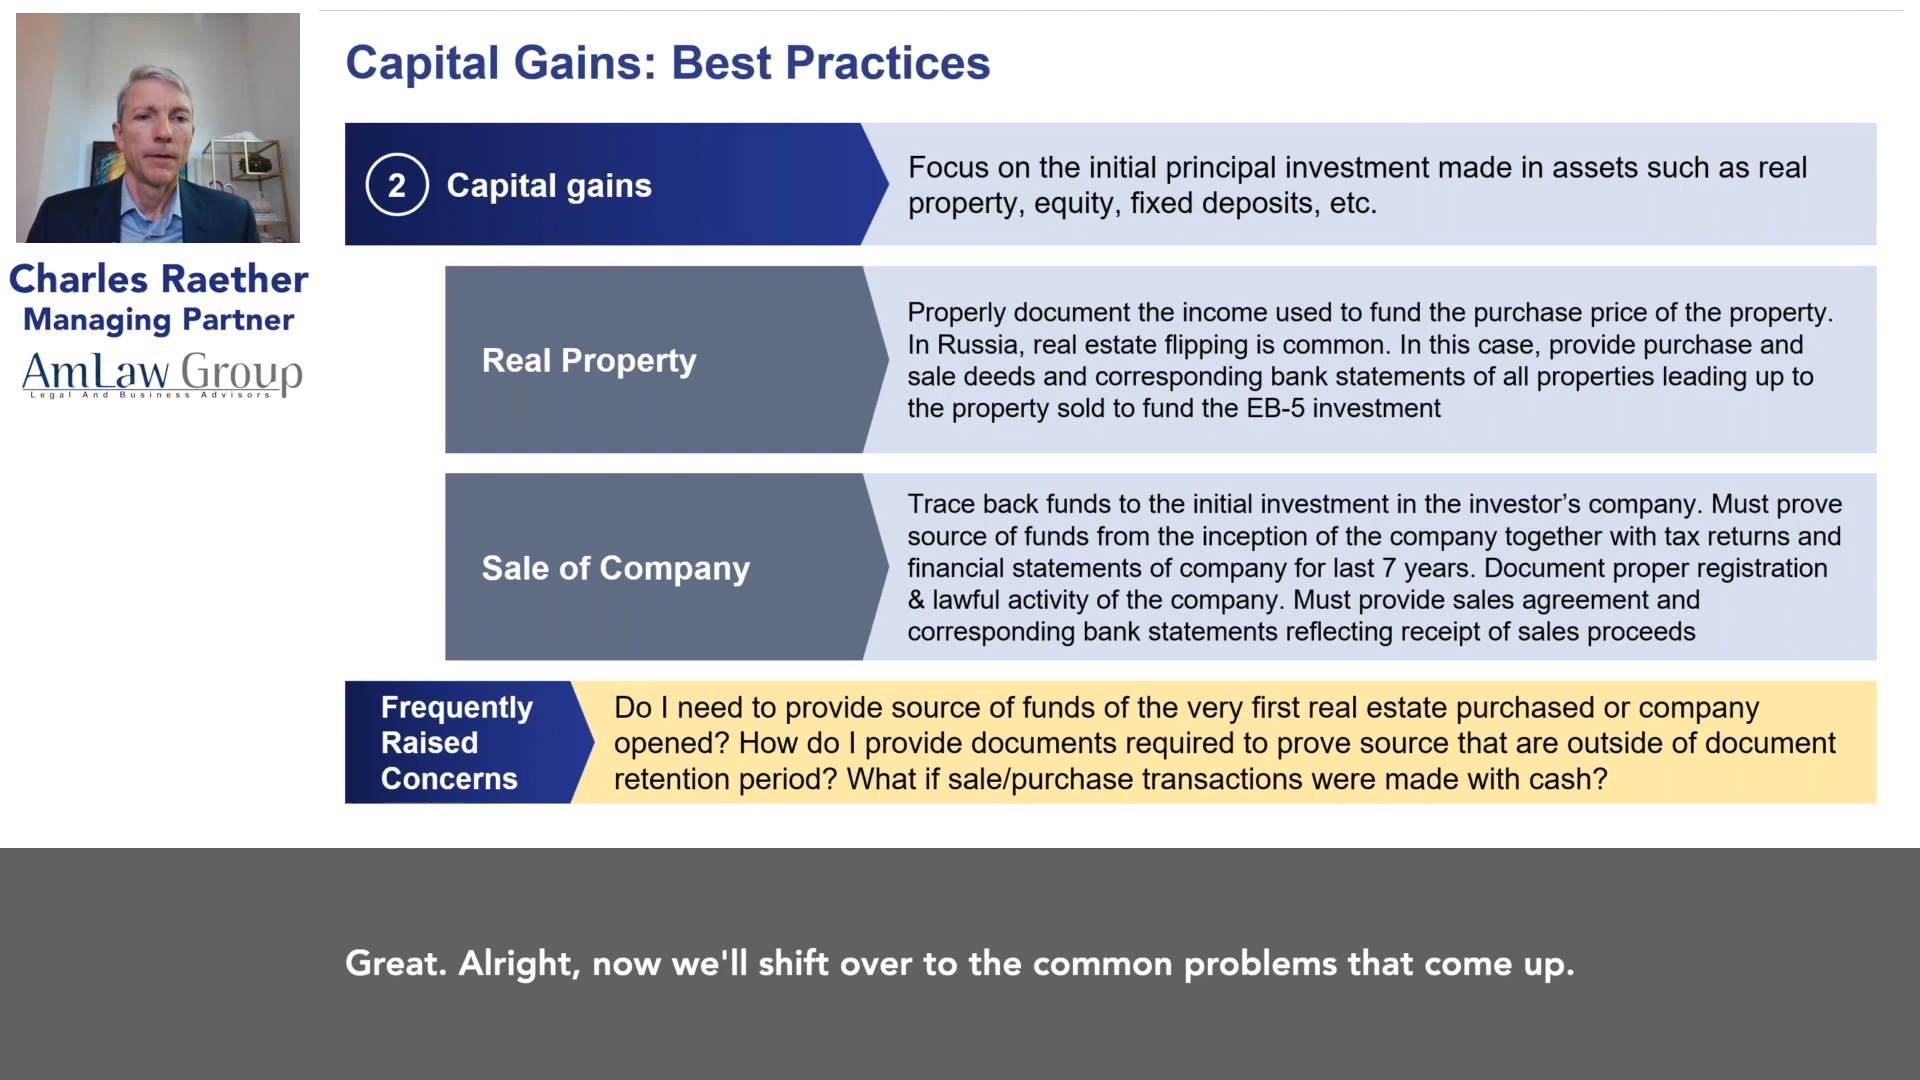 Capital Gains: Best Practices
Charles Raether
Managing Partner
AmLaw Group
Legal And Business Advisors
2
Capital gains
Focus on the initial principal investment made in assets such as real
property, equity, fixed deposits, etc.
Real Property
Properly document the income used to fund the purchase price of the property.
In Russia, real estate flipping is common. In this case, provide purchase and
sale deeds and corresponding bank statements of all properties leading up to
the property sold to fund the EB-5 investment
Sale of Company
Trace back funds to the initial investment in the investor’s company. Must prove
source of funds from the inception of the company together with tax returns and
financial statements of company for last 7 years. Document proper registration
& lawful activity of the company. Must provide sales agreement and
corresponding bank statements reflecting receipt of sales proceeds
Frequently
Raised
Concerns
Do I need to provide source of funds of the very first real estate purchased or company
opened? How do I provide documents required to prove source that are outside of document
retention period? What if sale/purchase transactions were made with cash?
Great. Alright, now we'll shift over to the common problems that come up.